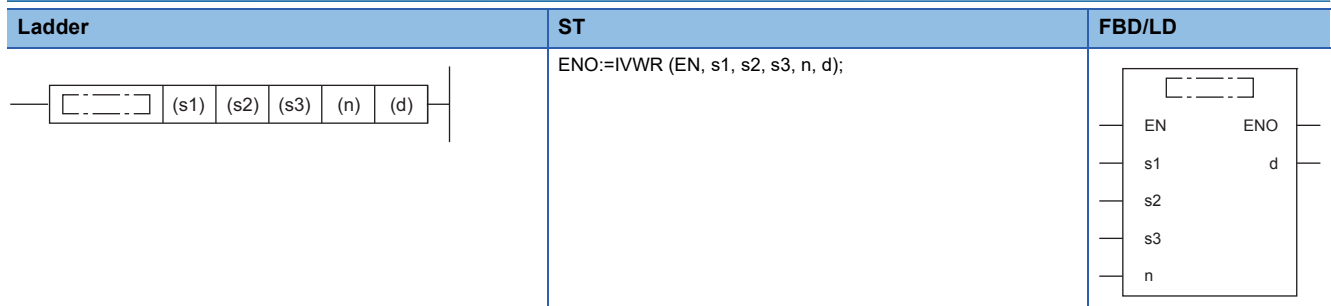 Ladder
ST
FBD/LD
(s1) (s2) (s3) (n) (d)
ENO:=IVWR (EN, s1, s2, s3, n, d);
EN ENO
s1 d
s2
s3
n